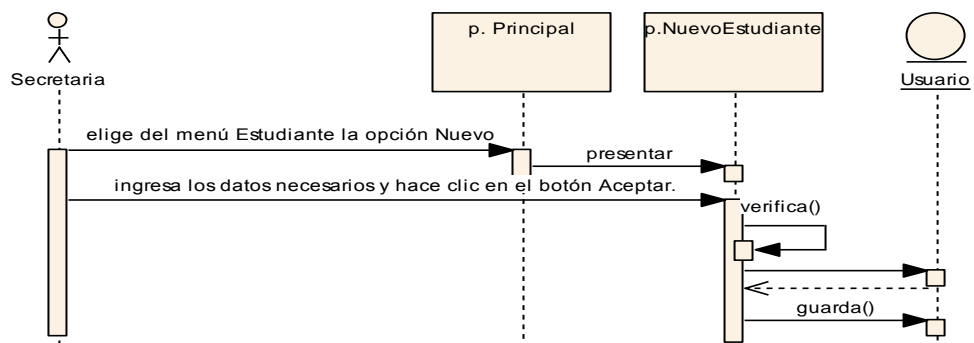 p. Principal
p.NuevoEstudiante
Secretaria
Usuario
elige del menú Estudiante la opción Nuevo
presentar
ingresa los datos necesarios y hace clic en el botón Aceptar.
verifica()
guarda()